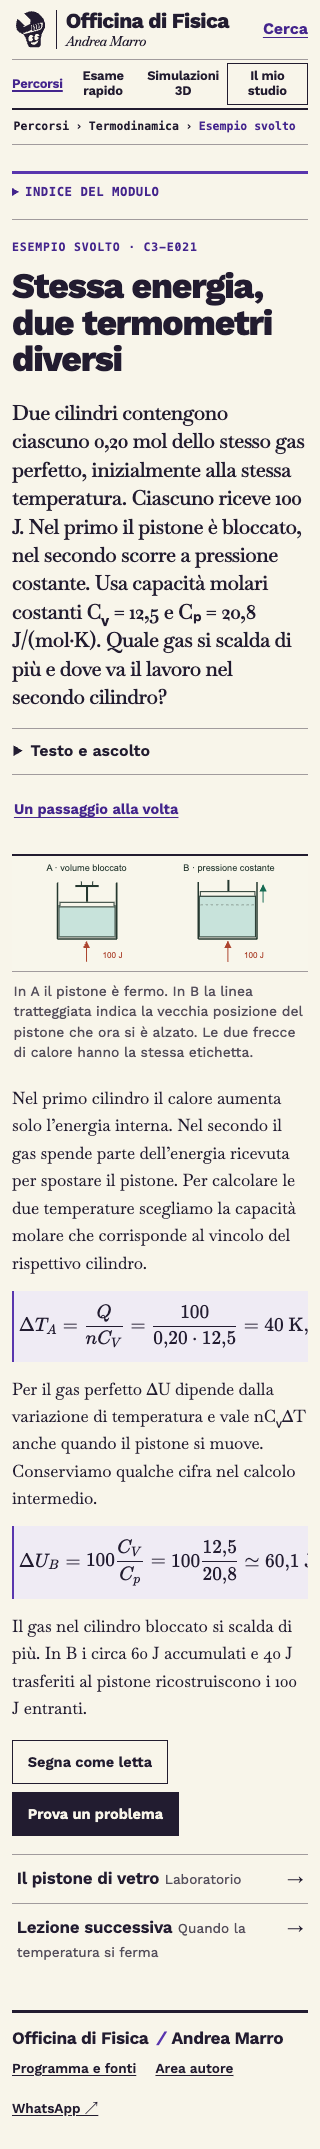 Officina di Fisica
Andrea Marro
Cerca
Percorsi
Esame rapido
Simulazioni 3D
Il mio studio
Percorsi › Termodinamica › Esempio svolto
▶ INDICE DEL MODULO
ESEMPIO SVOLTO · C3–E021
Stessa energia,
due termometri
diversi
Due cilindri contengono
ciascuno 0,20 mol dello stesso gas
perfetto, inizialmente alla stessa
temperatura. Ciascuno riceve 100
J. Nel primo il pistone è bloccato,
nel secondo scorre a pressione
costante. Usa capacità molari
costanti Cᵥ = 12,5 e Cₚ = 20,8
J/(mol·K). Quale gas si scalda di
più e dove va il lavoro nel
secondo cilindro?
▶ Testo e ascolto
Un passaggio alla volta
A · volume bloccato
B · pressione costante
100 J
100 J
In A il pistone è fermo. In B la linea
tratteggiata indica la vecchia posizione del
pistone che ora si è alzato. Le due frecce
di calore hanno la stessa etichetta.
Nel primo cilindro il calore aumenta
solo l’energia interna. Nel secondo il
gas spende parte dell’energia ricevuta
per spostare il pistone. Per calcolare le
due temperature scegliamo la capacità
molare che corrisponde al vincolo del
rispettivo cilindro.
ΔT_A = Q / nC_V = 100 / 0,20 · 12,5 = 40 K,
Per il gas perfetto ΔU dipende dalla
variazione di temperatura e vale nCᵥΔT
anche quando il pistone si muove.
Conserviamo qualche cifra nel calcolo
intermedio.
ΔU_B = 100 C_V / C_p = 100 12,5 / 20,8 ≃ 60,1
Il gas nel cilindro bloccato si scalda di
più. In B i circa 60 J accumulati e 40 J
trasferiti al pistone ricostruiscono i 100
J entranti.
Segna come letta
Prova un problema
Il pistone di vetro Laboratorio →
Lezione successiva Quando la →
temperatura si ferma
Officina di Fisica / Andrea Marro
Programma e fonti
Area autore
WhatsApp ↗